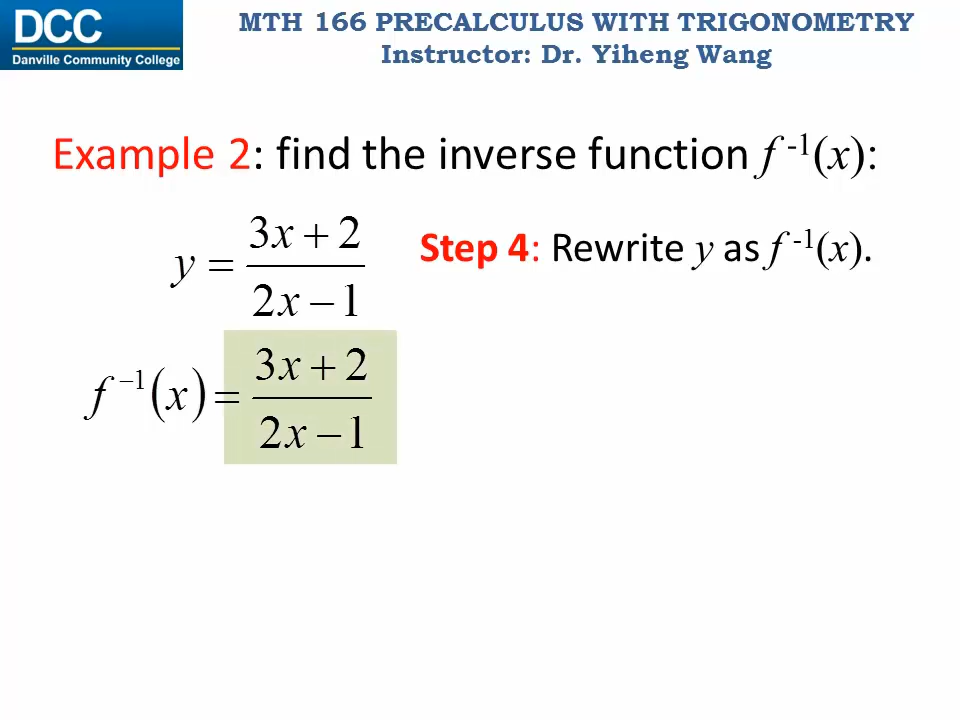 DCC
Danville Community College
MTH 166 PRECALCULUS WITH TRIGONOMETRY
Instructor: Dr. Yiheng Wang
Example 2: find the inverse function f⁻¹(x):
y = (3x + 2)/(2x − 1)
Step 4: Rewrite y as f⁻¹(x).
f⁻¹(x) = (3x + 2)/(2x − 1)